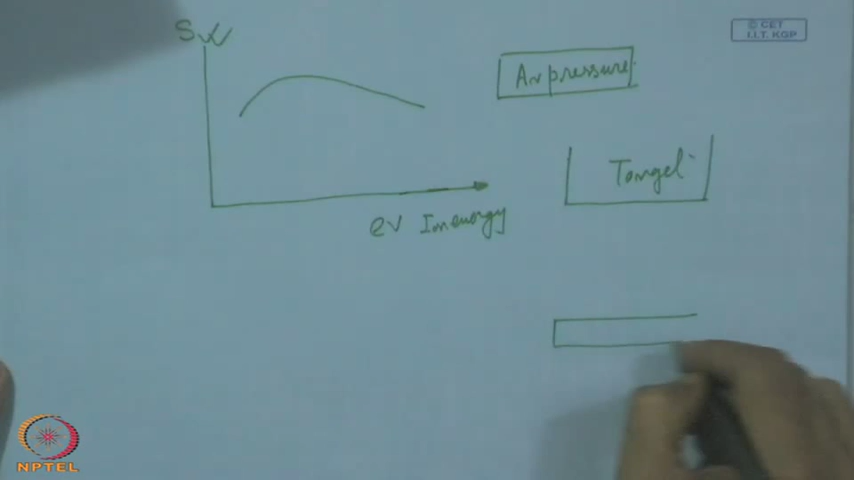 S
© CET
I.I.T. KGP
Ar pressure
Target
eV Ion energy
NPTEL